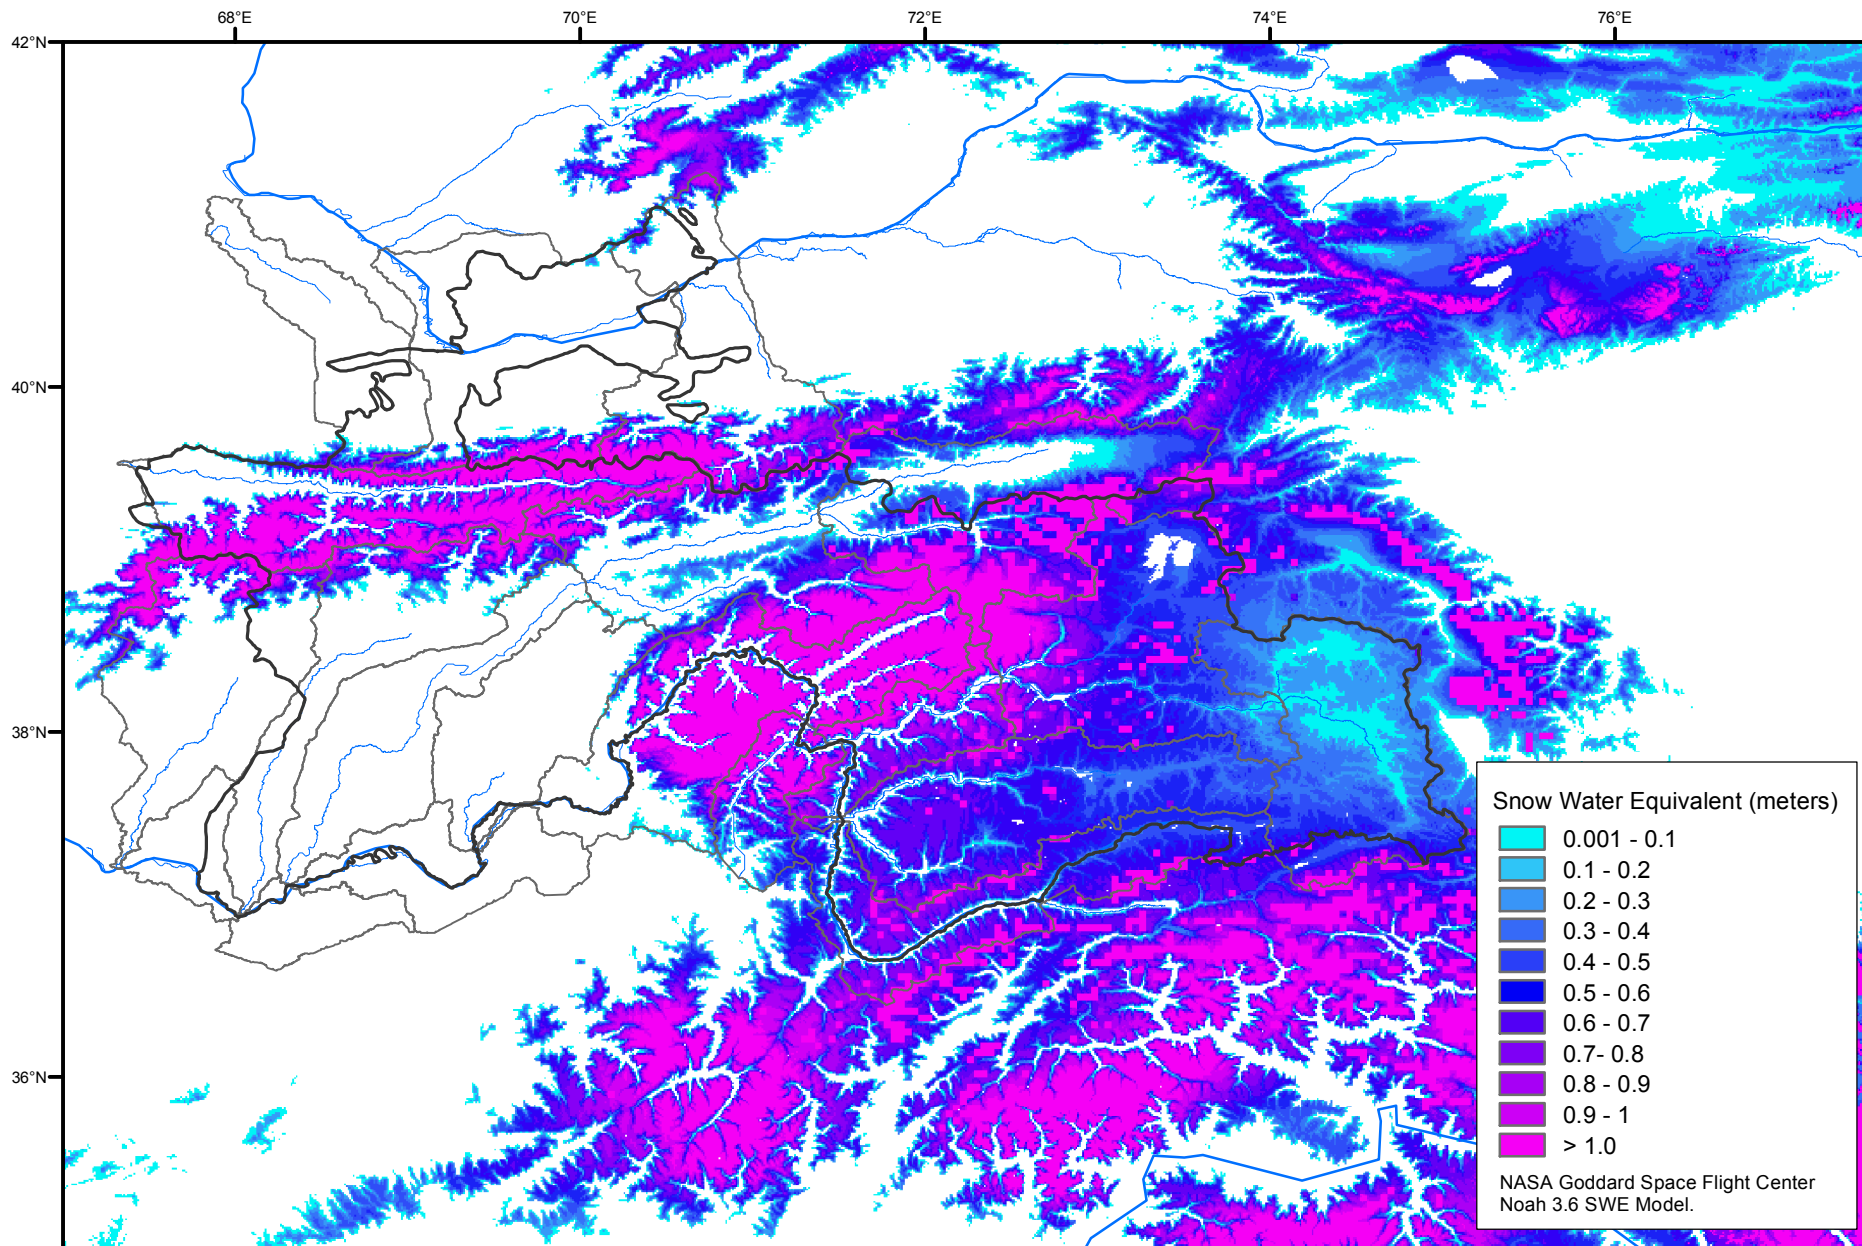 68°E
70°E
72°E
74°E
76°E
42°N
40°N
38°N
36°N
Snow Water Equivalent (meters)
0.001 - 0.1
0.1 - 0.2
0.2 - 0.3
0.3 - 0.4
0.4 - 0.5
0.5 - 0.6
0.6 - 0.7
0.7- 0.8
0.8 - 0.9
0.9 - 1
> 1.0
NASA Goddard Space Flight Center
Noah 3.6 SWE Model.